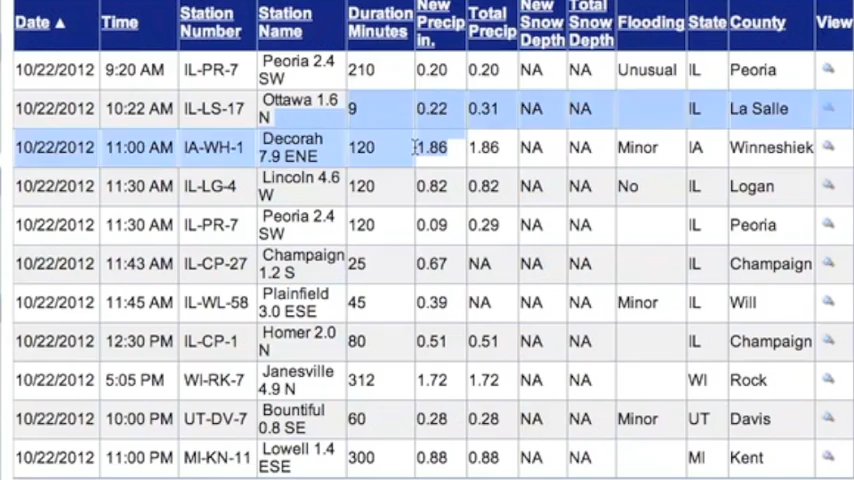 Date ▲ Time Station Number Station Name Duration Minutes New Precip in. Total Precip New Snow Depth Total Snow Depth Flooding State County View
10/22/2012 9:20 AM IL-PR-7 Peoria 2.4 SW 210 0.20 0.20 NA NA Unusual IL Peoria
10/22/2012 10:22 AM IL-LS-17 Ottawa 1.6 N 9 0.22 0.31 NA NA IL La Salle
10/22/2012 11:00 AM IA-WH-1 Decorah 7.9 ENE 120 1.86 1.86 NA NA Minor IA Winneshiek
10/22/2012 11:30 AM IL-LG-4 Lincoln 4.6 W 120 0.82 0.82 NA NA No IL Logan
10/22/2012 11:30 AM IL-PR-7 Peoria 2.4 SW 120 0.09 0.29 NA NA IL Peoria
10/22/2012 11:43 AM IL-CP-27 Champaign 1.2 S 25 0.67 NA NA NA IL Champaign
10/22/2012 11:45 AM IL-WL-58 Plainfield 3.0 ESE 45 0.39 NA NA NA Minor IL Will
10/22/2012 12:30 PM IL-CP-1 Homer 2.0 N 80 0.51 0.51 NA NA IL Champaign
10/22/2012 5:05 PM WI-RK-7 Janesville 4.9 N 312 1.72 1.72 NA NA WI Rock
10/22/2012 10:00 PM UT-DV-7 Bountiful 0.8 SE 60 0.28 0.28 NA NA Minor UT Davis
10/22/2012 11:00 PM MI-KN-11 Lowell 1.4 ESE 300 0.88 0.88 NA NA MI Kent